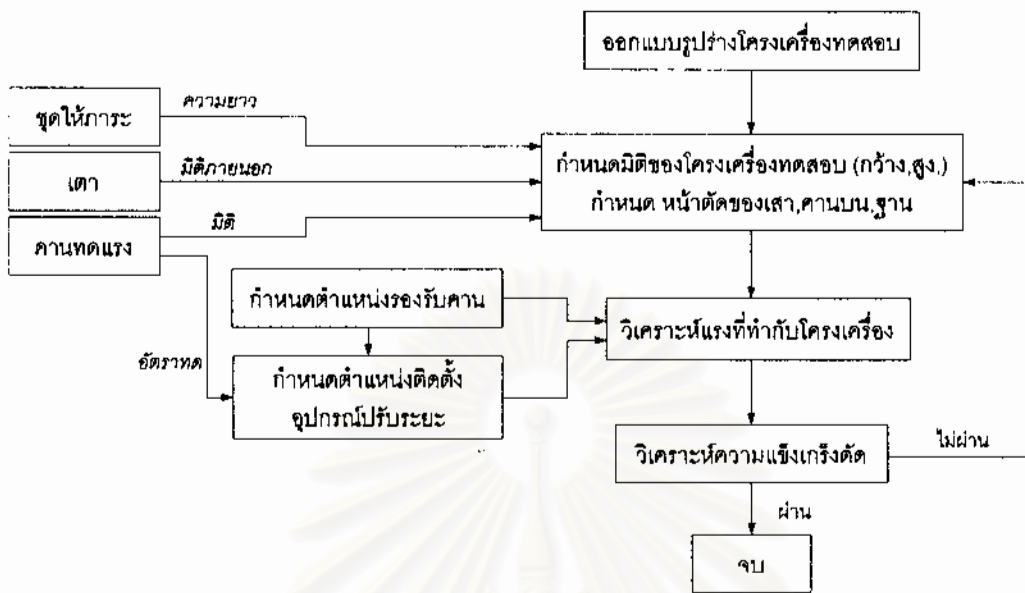 ออกแบบรูปร่างโครงเครื่องทดสอบ
ชุดให้ภาระ
ความยาว
เตา
มิติภายนอก
คานทดแรง
มิติ
กำหนดมิติของโครงเครื่องทดสอบ (กว้าง,สูง,)
กำหนด หน้าตัดของเสา,คานบน,ฐาน
กำหนดตำแหน่งรองรับคาน
วิเคราะห์แรงที่ทำกับโครงเครื่อง
อัตราทด
กำหนดตำแหน่งติดตั้ง
อุปกรณ์ปรับระยะ
วิเคราะห์ความแข็งเกร็งดัด
ไม่ผ่าน
ผ่าน
จบ